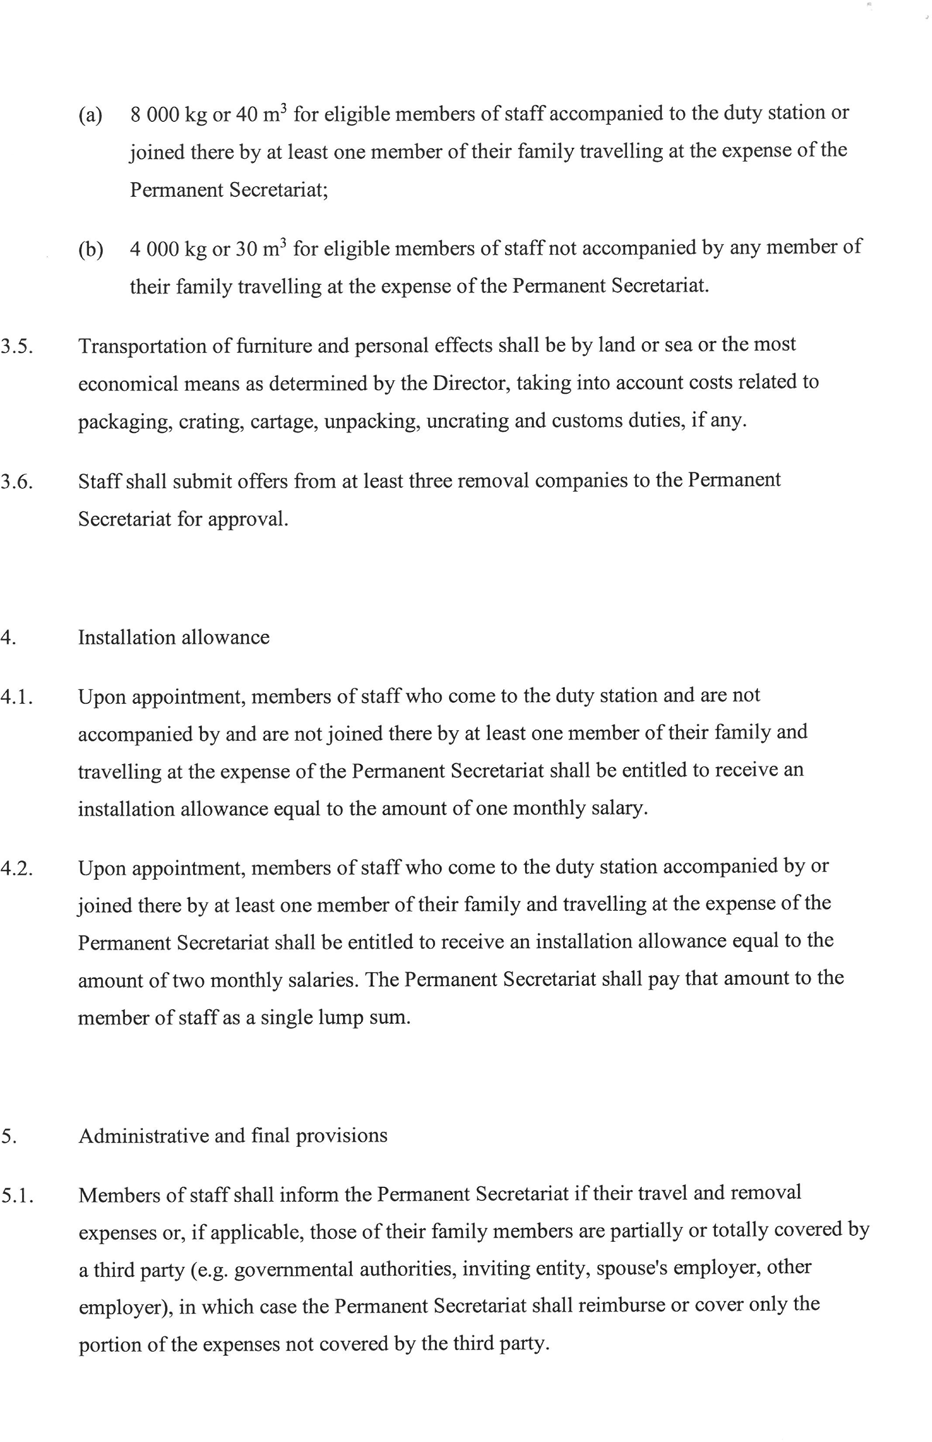 (a) 8 000 kg or 40 m³ for eligible members of staff accompanied to the duty station or
joined there by at least one member of their family travelling at the expense of the
Permanent Secretariat;
(b) 4 000 kg or 30 m³ for eligible members of staff not accompanied by any member of
their family travelling at the expense of the Permanent Secretariat.
3.5. Transportation of furniture and personal effects shall be by land or sea or the most
economical means as determined by the Director, taking into account costs related to
packaging, crating, cartage, unpacking, uncrating and customs duties, if any.
3.6. Staff shall submit offers from at least three removal companies to the Permanent
Secretariat for approval.
4. Installation allowance
4.1. Upon appointment, members of staff who come to the duty station and are not
accompanied by and are not joined there by at least one member of their family and
travelling at the expense of the Permanent Secretariat shall be entitled to receive an
installation allowance equal to the amount of one monthly salary.
4.2. Upon appointment, members of staff who come to the duty station accompanied by or
joined there by at least one member of their family and travelling at the expense of the
Permanent Secretariat shall be entitled to receive an installation allowance equal to the
amount of two monthly salaries. The Permanent Secretariat shall pay that amount to the
member of staff as a single lump sum.
5. Administrative and final provisions
5.1. Members of staff shall inform the Permanent Secretariat if their travel and removal
expenses or, if applicable, those of their family members are partially or totally covered by
a third party (e.g. governmental authorities, inviting entity, spouse's employer, other
employer), in which case the Permanent Secretariat shall reimburse or cover only the
portion of the expenses not covered by the third party.